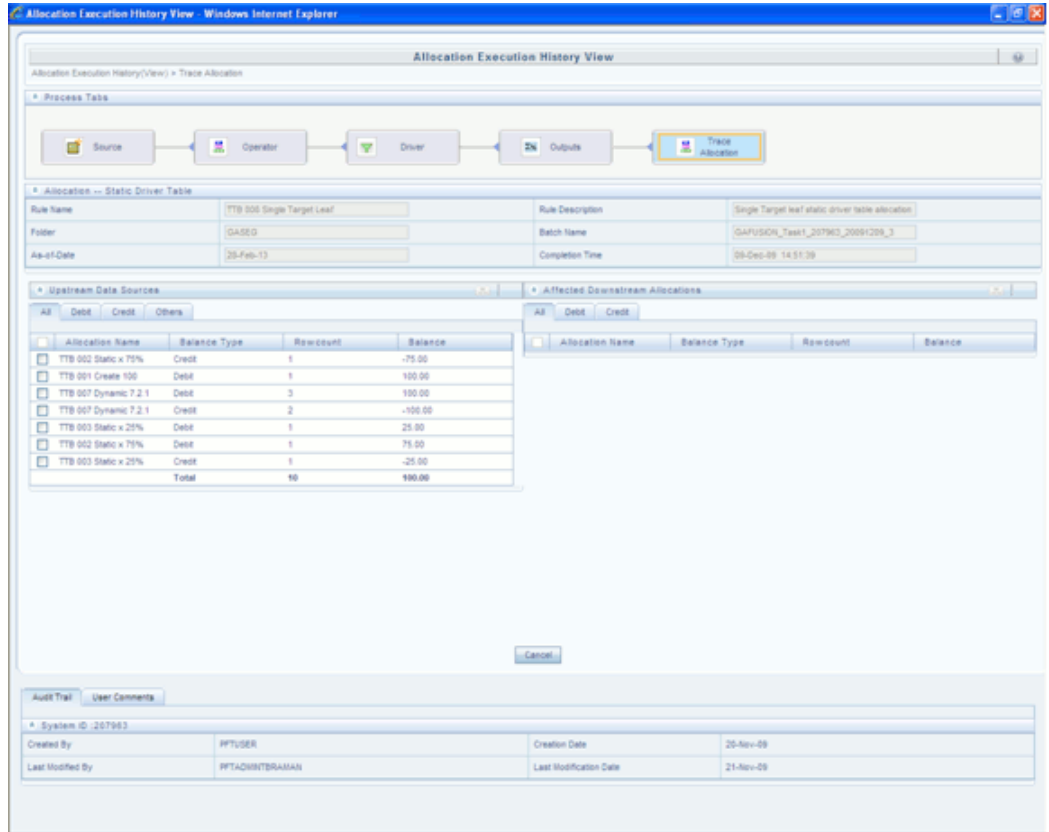 Allocation Execution History View - Windows Internet Explorer
Allocation Execution History View
Allocation Execution History(View) > Trace Allocation
Process Tabs
Source
Operator
Driver
Outputs
Trace Allocation
Allocation -- Static Driver Table
Rule Name TTB 008 Single Target Leaf Rule Description Single Target leaf static driver table allocation
Folder GASEG Batch Name GAFUSION_Task1_207963_20091209_3
As-of-Date 28-Feb-13 Completion Time 09-Dec-09 14:51:39
Upstream Data Sources
All Debit Credit Others
Allocation Name Balance Type Rowcount Balance
TTB 002 Static x 75% Credit 1 -75.00
TTB 001 Create 100 Debit 1 100.00
TTB 007 Dynamic 7.2.1 Debit 3 100.00
TTB 007 Dynamic 7.2.1 Credit 2 -100.00
TTB 003 Static x 25% Debit 1 25.00
TTB 002 Static x 75% Debit 1 75.00
TTB 003 Static x 25% Credit 1 -25.00
Total 10 100.00
Affected Downstream Allocations
All Debit Credit
Allocation Name Balance Type Rowcount Balance
Cancel
Audit Trail User Comments
System ID :207963
Created By PFTUSER Creation Date 20-Nov-09
Last Modified By PFTADMINTBRAMAN Last Modification Date 21-Nov-09